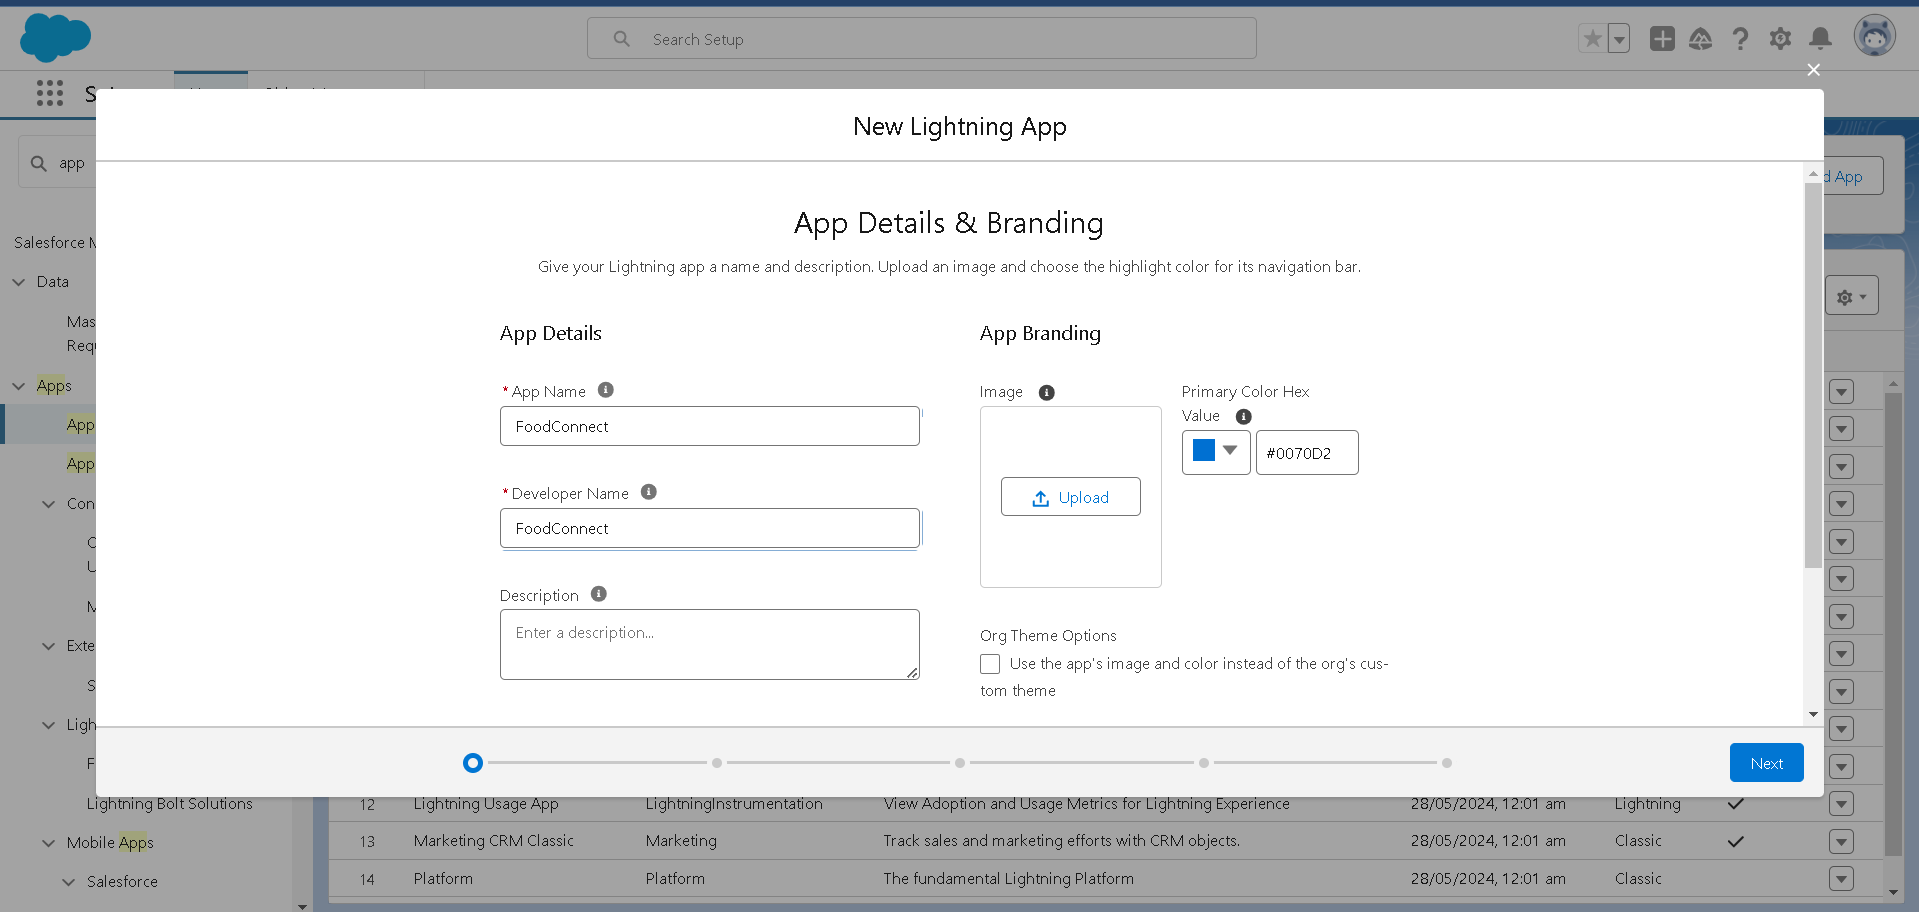 Search Setup
New Lightning App
app
d App
App Details & Branding
Give your Lightning app a name and description. Upload an image and choose the highlight color for its navigation bar.
Salesforce M
Data
App Details
App Branding
Apps
* App Name
Image
Primary Color Hex
Value
FoodConnect
#0070D2
App
App
* Developer Name
Upload
FoodConnect
Description
Enter a description...
Org Theme Options
Use the app's image and color instead of the org's cus-
tom theme
Next
Lightning Bolt Solutions
12 Lightning Usage App LightningInstrumentation View Adoption and Usage Metrics for Lightning Experience 28/05/2024, 12:01 am Lightning
Mobile Apps
13 Marketing CRM Classic Marketing Track sales and marketing efforts with CRM objects. 28/05/2024, 12:01 am Classic
Salesforce
14 Platform Platform The fundamental Lightning Platform 28/05/2024, 12:01 am Classic